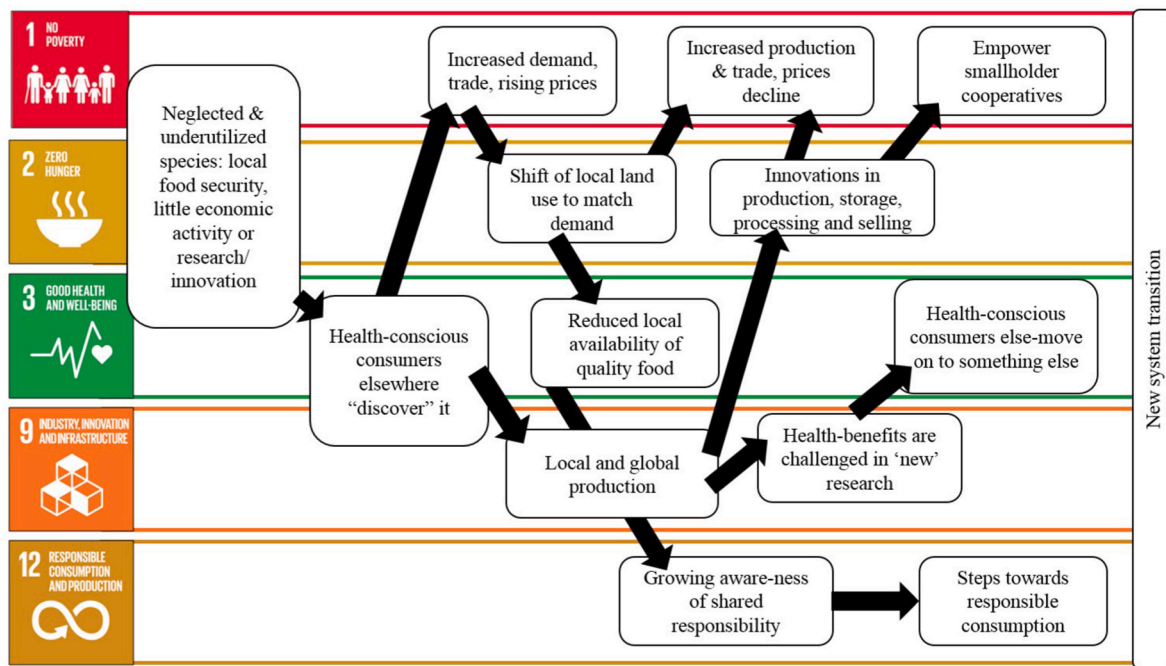 1 NO
POVERTY
2 ZERO
HUNGER
3 GOOD HEALTH
AND WELL-BEING
9 INDUSTRY, INNOVATION
AND INFRASTRUCTURE
12 RESPONSIBLE
CONSUMPTION
AND PRODUCTION
Neglected &
underutilized
species: local
food security,
little economic
activity or
research/
innovation
Increased demand,
trade, rising prices
Increased production
& trade, prices
decline
Empower
smallholder
cooperatives
Shift of local land
use to match
demand
Innovations in
production, storage,
processing and selling
Health-conscious
consumers
elsewhere
“discover” it
Reduced local
availability of
quality food
Health-conscious
consumers else-move
on to something else
Local and global
production
Health-benefits are
challenged in ‘new’
research
Growing aware-ness
of shared
responsibility
Steps towards
responsible
consumption
New system transition